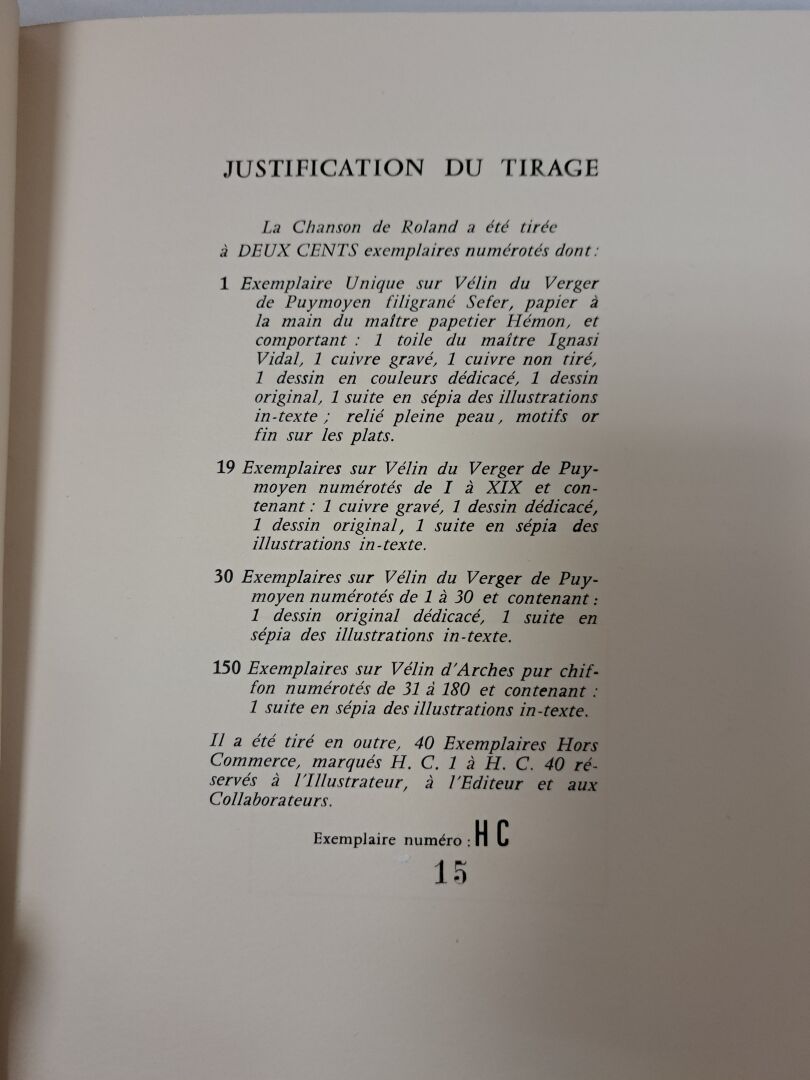 JUSTIFICATION DU TIRAGE
La Chanson de Roland a été tirée
à DEUX CENTS exemplaires numérotés dont :
1 Exemplaire Unique sur Vélin du Verger
de Puymoyen filigrané Sefer, papier à
la main du maître papetier Hémon, et
comportant : 1 toile du maître Ignasi
Vidal, 1 cuivre gravé, 1 cuivre non tiré,
1 dessin en couleurs dédicacé, 1 dessin
original, 1 suite en sépia des illustrations
in-texte ; relié pleine peau, motifs or
fin sur les plats.
19 Exemplaires sur Vélin du Verger de Puy-
moyen numérotés de I à XIX et con-
tenant : 1 cuivre gravé, 1 dessin dédicacé,
1 dessin original, 1 suite en sépia des
illustrations in-texte.
30 Exemplaires sur Vélin du Verger de Puy-
moyen numérotés de 1 à 30 et contenant :
1 dessin original dédicacé, 1 suite en
sépia des illustrations in-texte.
150 Exemplaires sur Vélin d'Arches pur chif-
fon numérotés de 31 à 180 et contenant :
1 suite en sépia des illustrations in-texte.
Il a été tiré en outre, 40 Exemplaires Hors
Commerce, marqués H. C. 1 à H. C. 40 ré-
servés à l'Illustrateur, à l'Editeur et aux
Collaborateurs.
Exemplaire numéro : HC
15